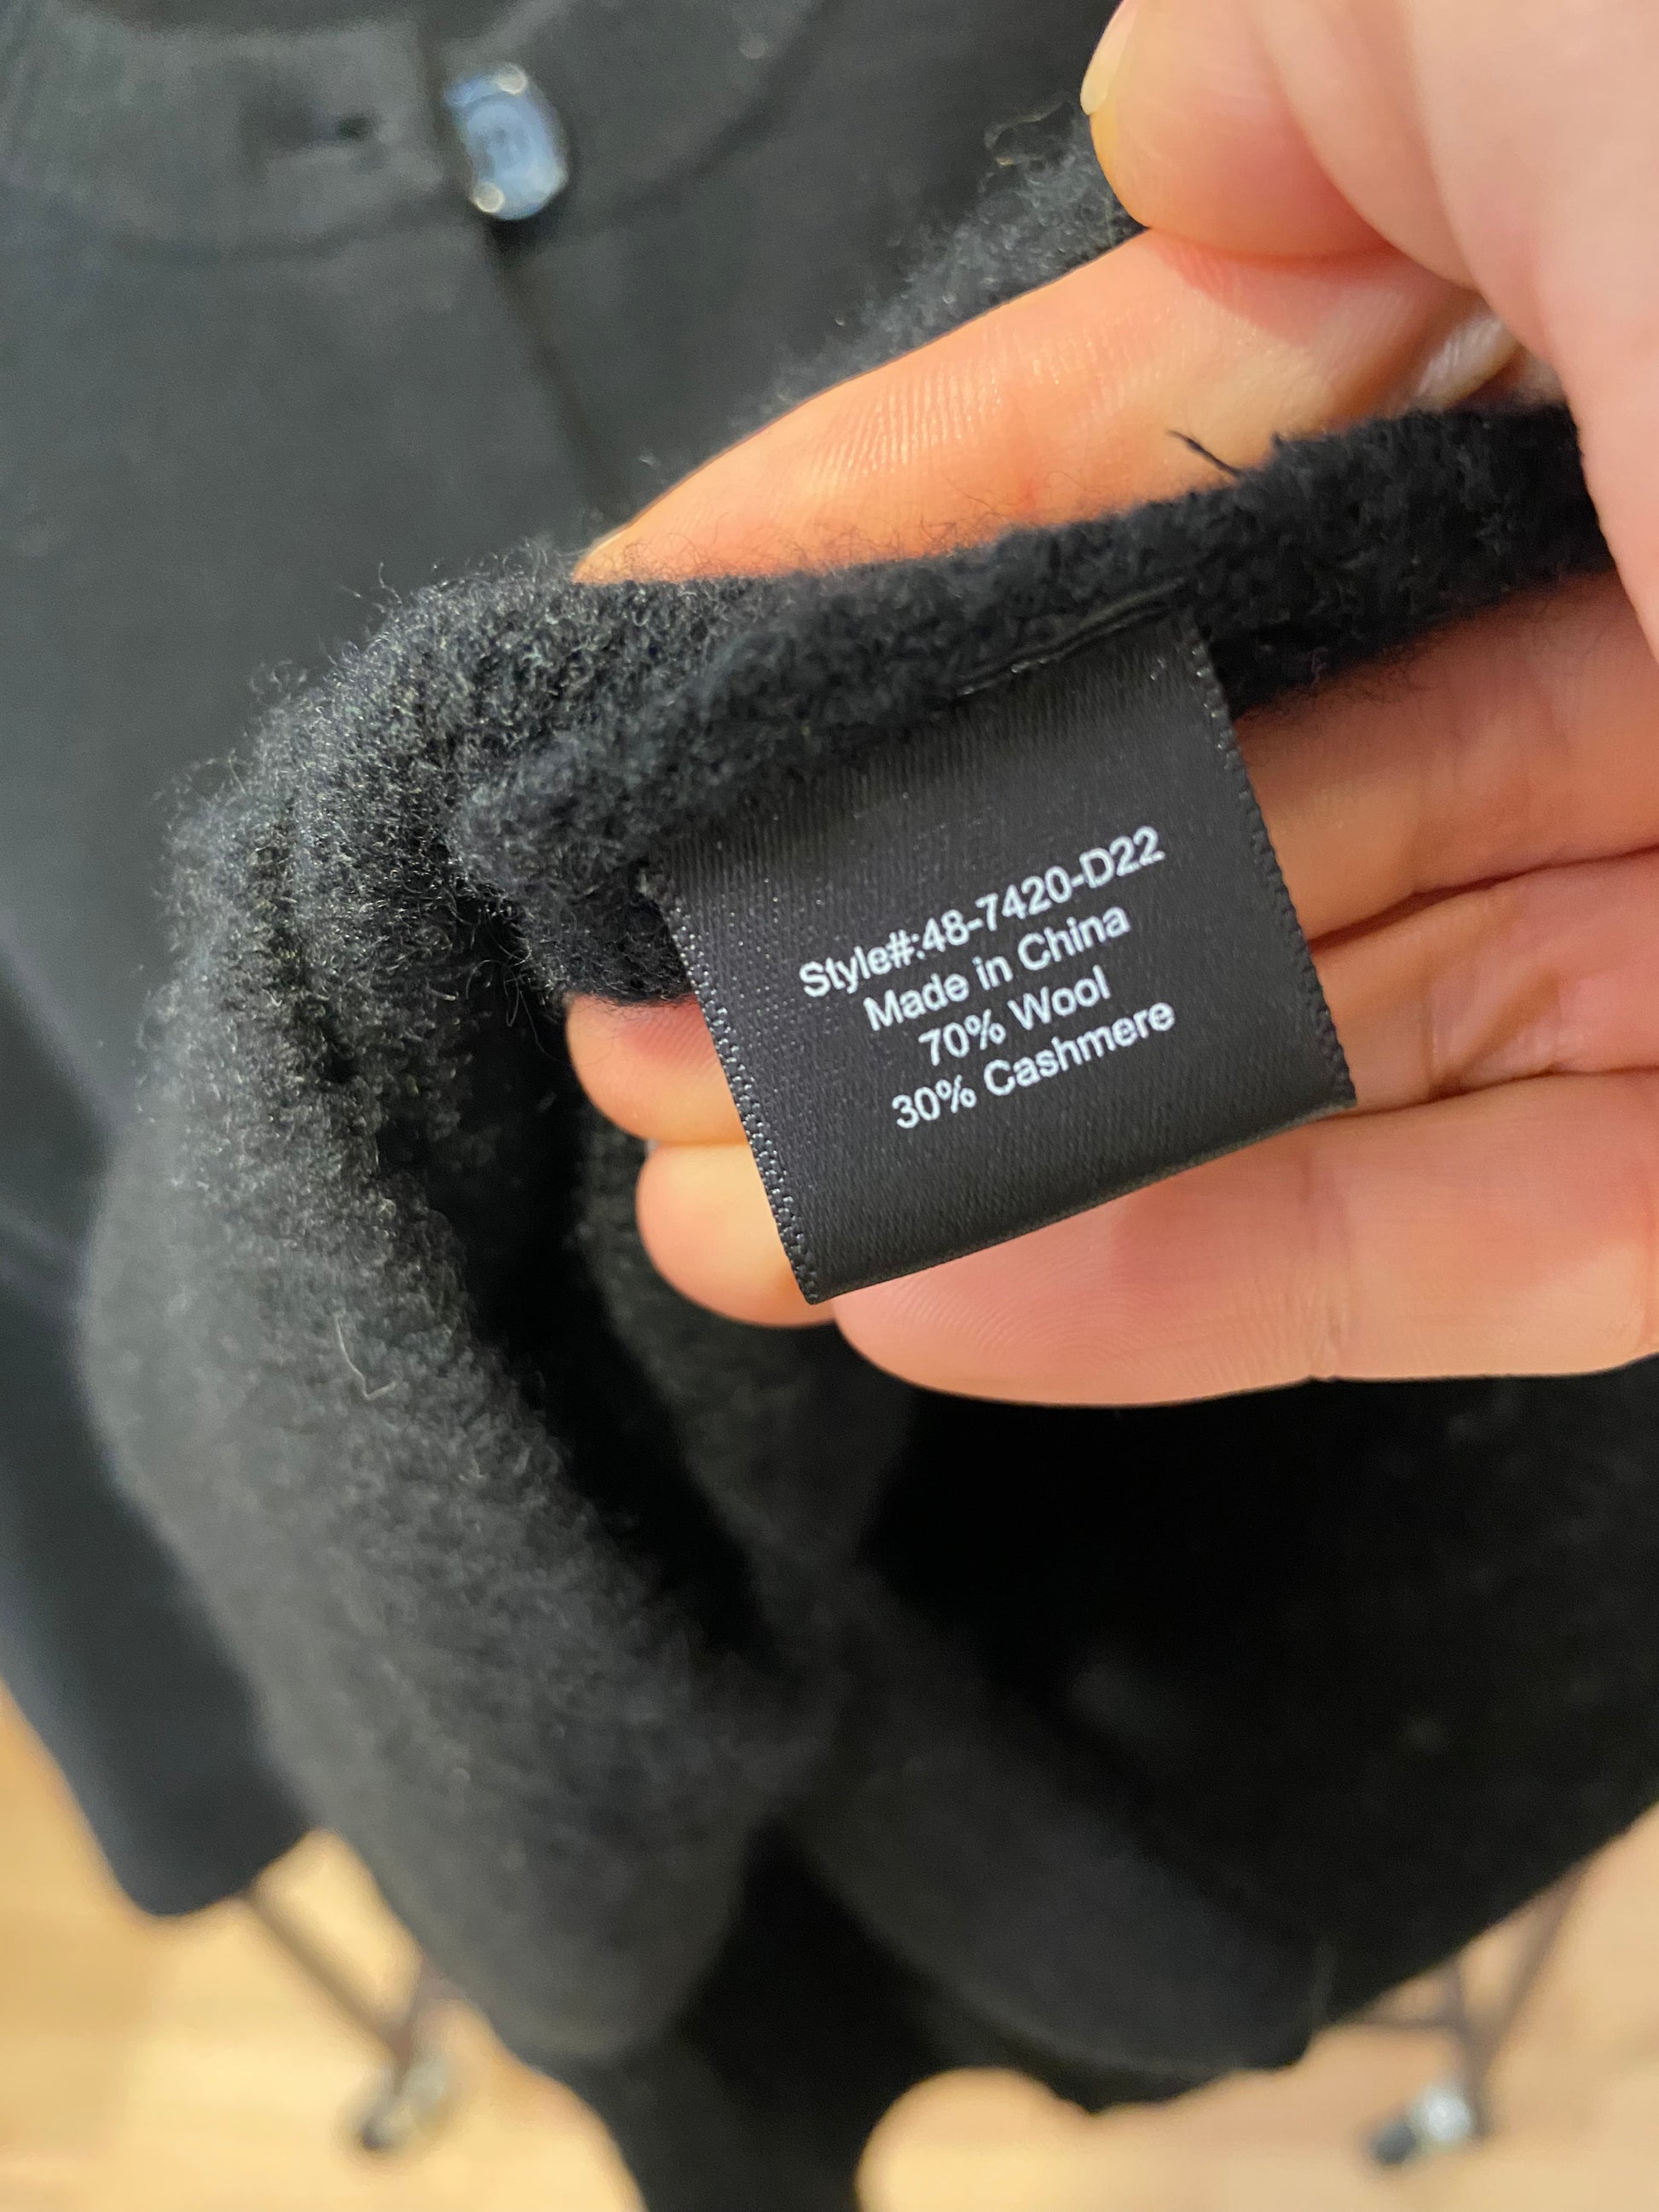 Style#:48-7420-D22
Made in China
70% Wool
30% Cashmere